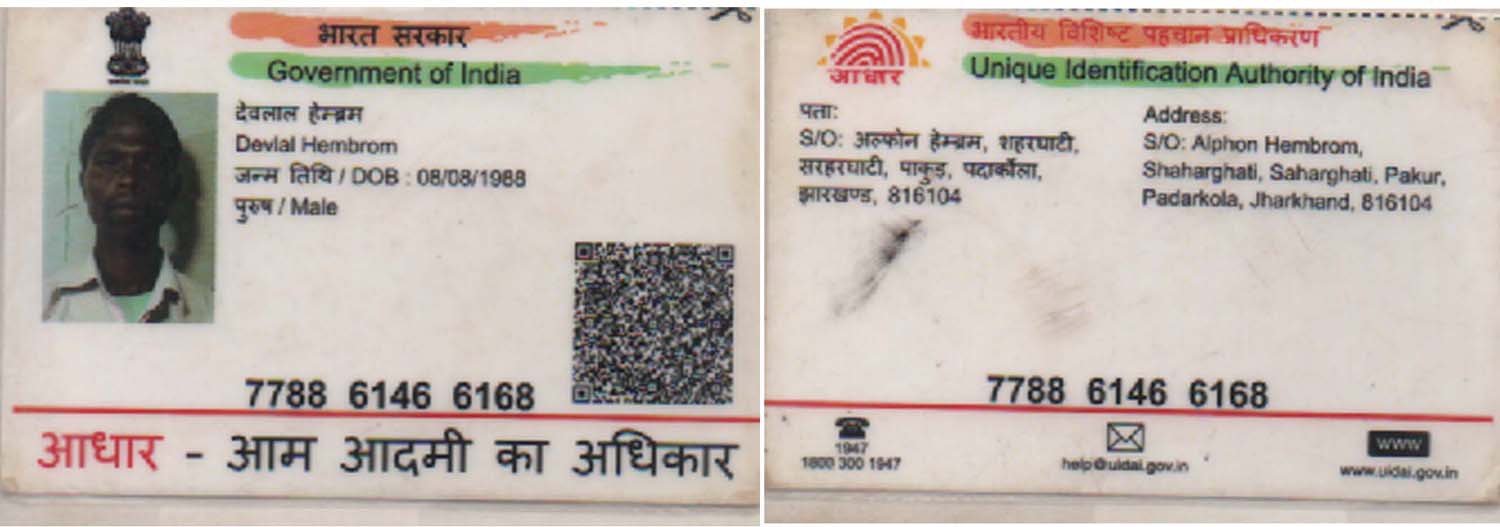 भारत सरकार
Government of India
देवलाल हेम्ब्रम
Devlal Hembrom
जन्म तिथि / DOB : 08/08/1988
पुरुष / Male
7788 6146 6168
आधार - आम आदमी का अधिकार
आधार
भारतीय विशिष्ट पहचान प्राधिकरण
Unique Identification Authority of India
पता:
S/O: अल्फोन हेम्ब्रम, शहरघाटी,
सरहरघाटी, पाकुड़, पदार्कोला,
झारखण्ड, 816104
Address:
S/O: Alphon Hembrom,
Shaharghati, Saharghati, Pakur,
Padarkola, Jharkhand, 816104
7788 6146 6168
1947
1800 300 1947
help@uidai.gov.in
www
www.uidai.gov.in